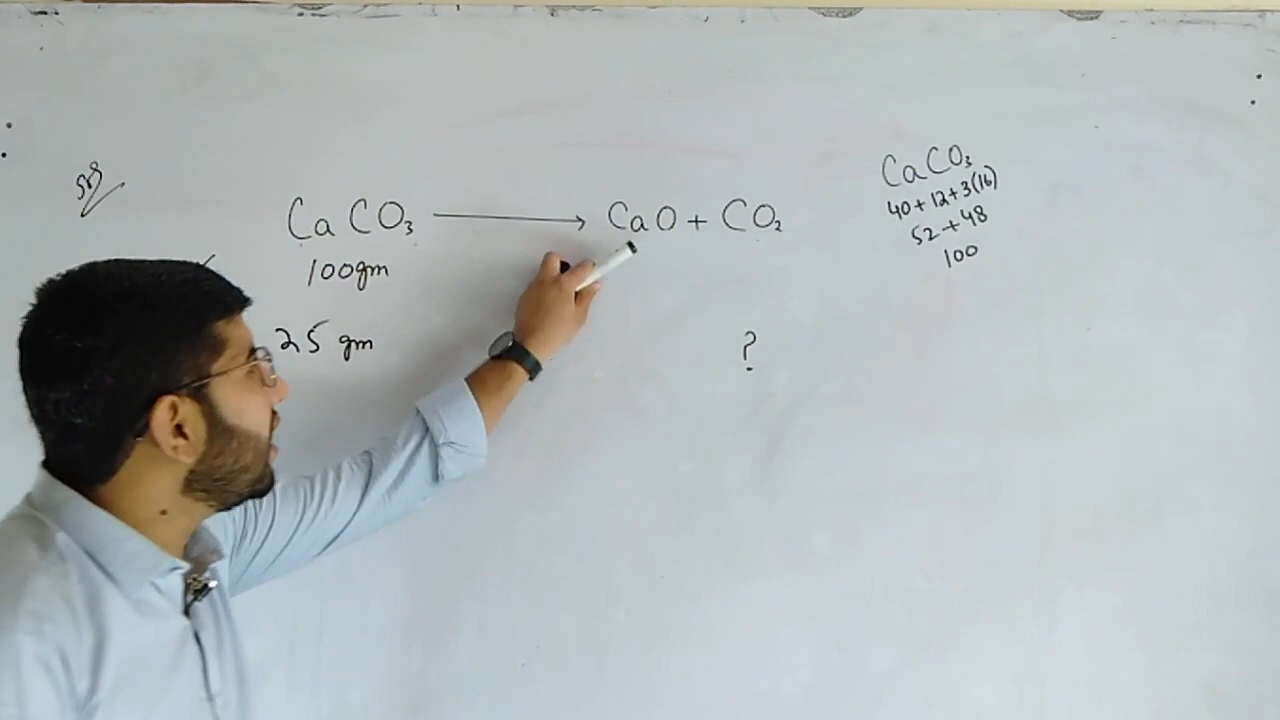 CaCO₃ ⟶ CaO + CO₂
100gm
25 gm
?
CaCO₃
40+12+3(16)
52+48
100